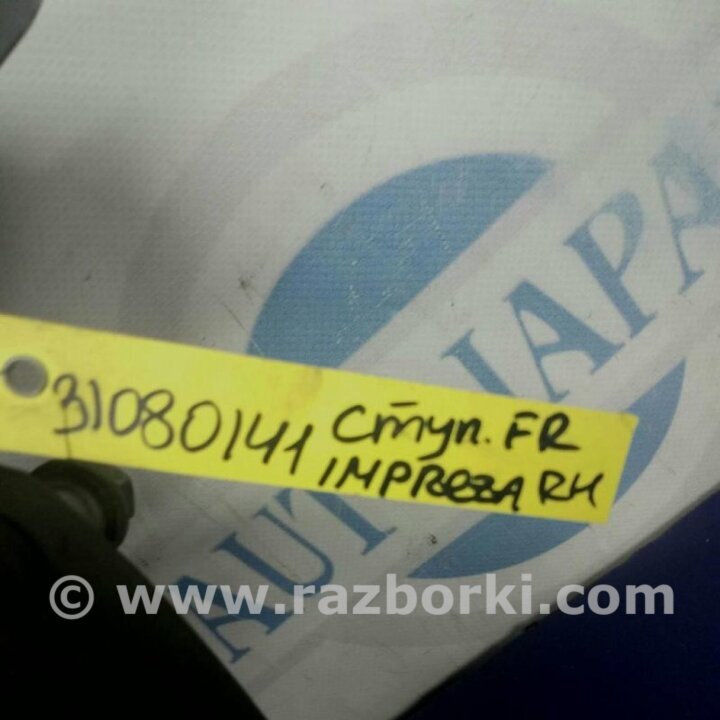 AUTOJAPA
31080141 Ступ. FR
IMPREZA RH
© www.razborki.com